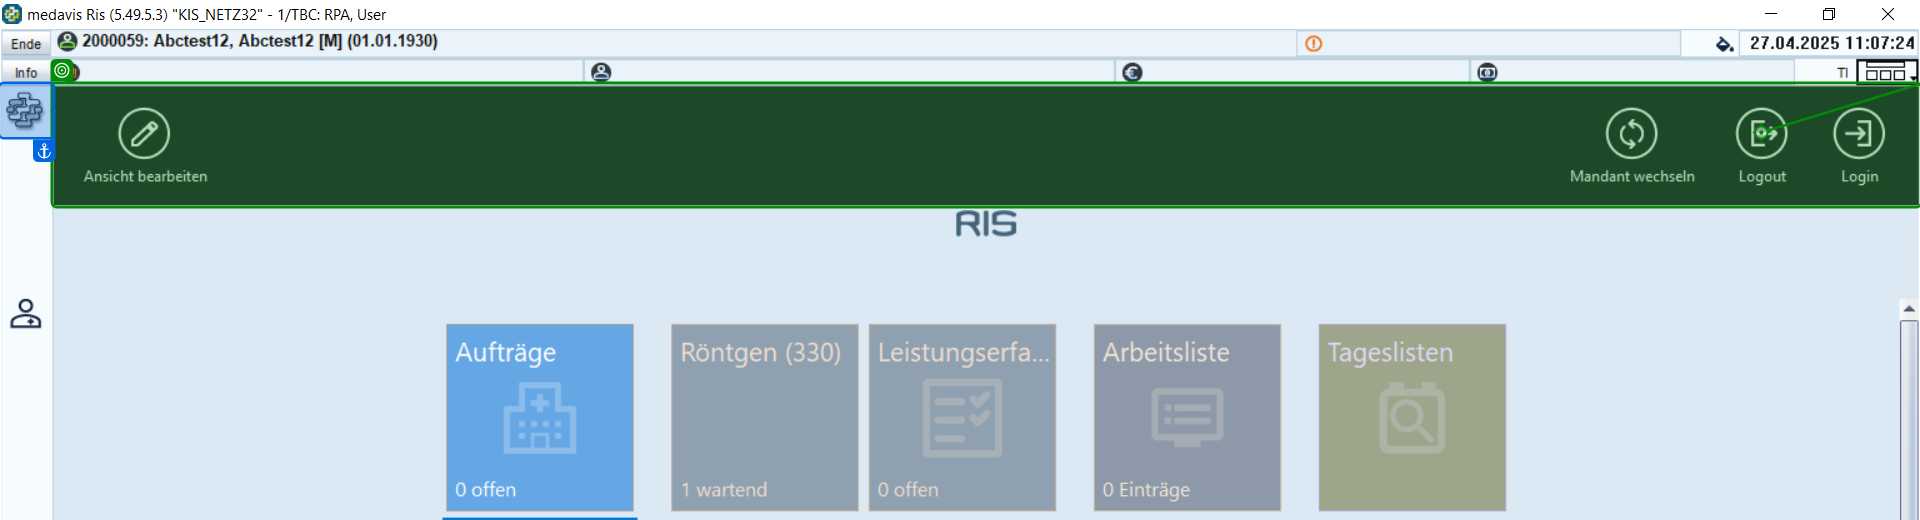 medavis Ris (5.49.5.3) "KIS_NETZ32" - 1/TBC: RPA, User
Ende 2000059: Abctest12, Abctest12 [M] (01.01.1930) 27.04.2025 11:07:24
Info TI
Ansicht bearbeiten Mandant wechseln Logout Login
RIS
Aufträge Röntgen (330) Leistungserfa... Arbeitsliste Tageslisten
0 offen 1 wartend 0 offen 0 Einträge